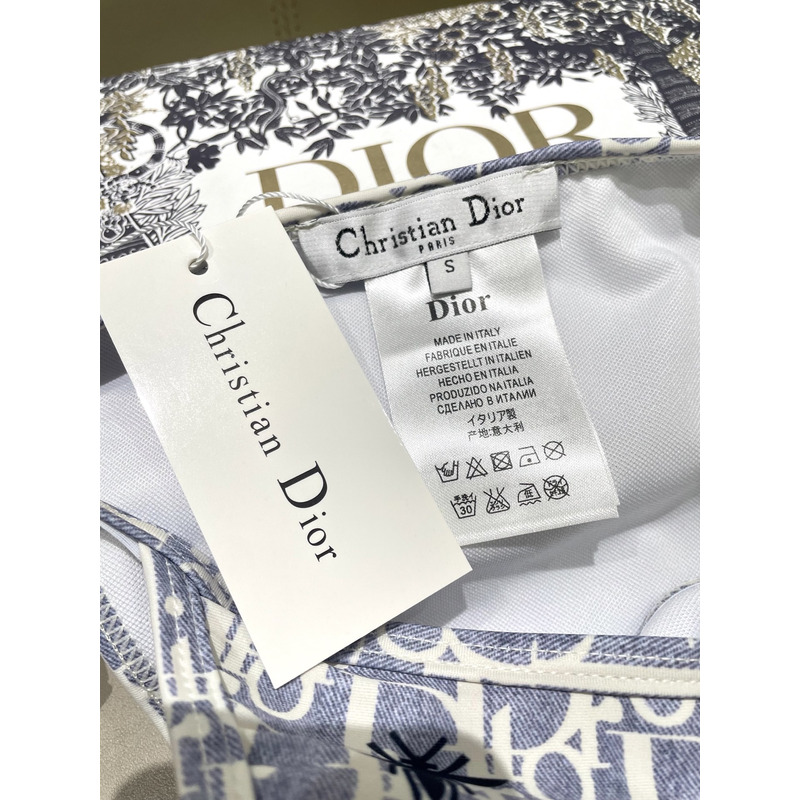 DIOR
Christian Dior
PARIS
S
Dior
MADE IN ITALY
FABRIQUE EN ITALIE
HERGESTELLT IN ITALIEN
HECHO EN ITALIA
PRODUZIDO NA ITALIA
СДЕЛАНО В ИТАЛИИ
イタリア製
产地:意大利
30
低
Christian Dior